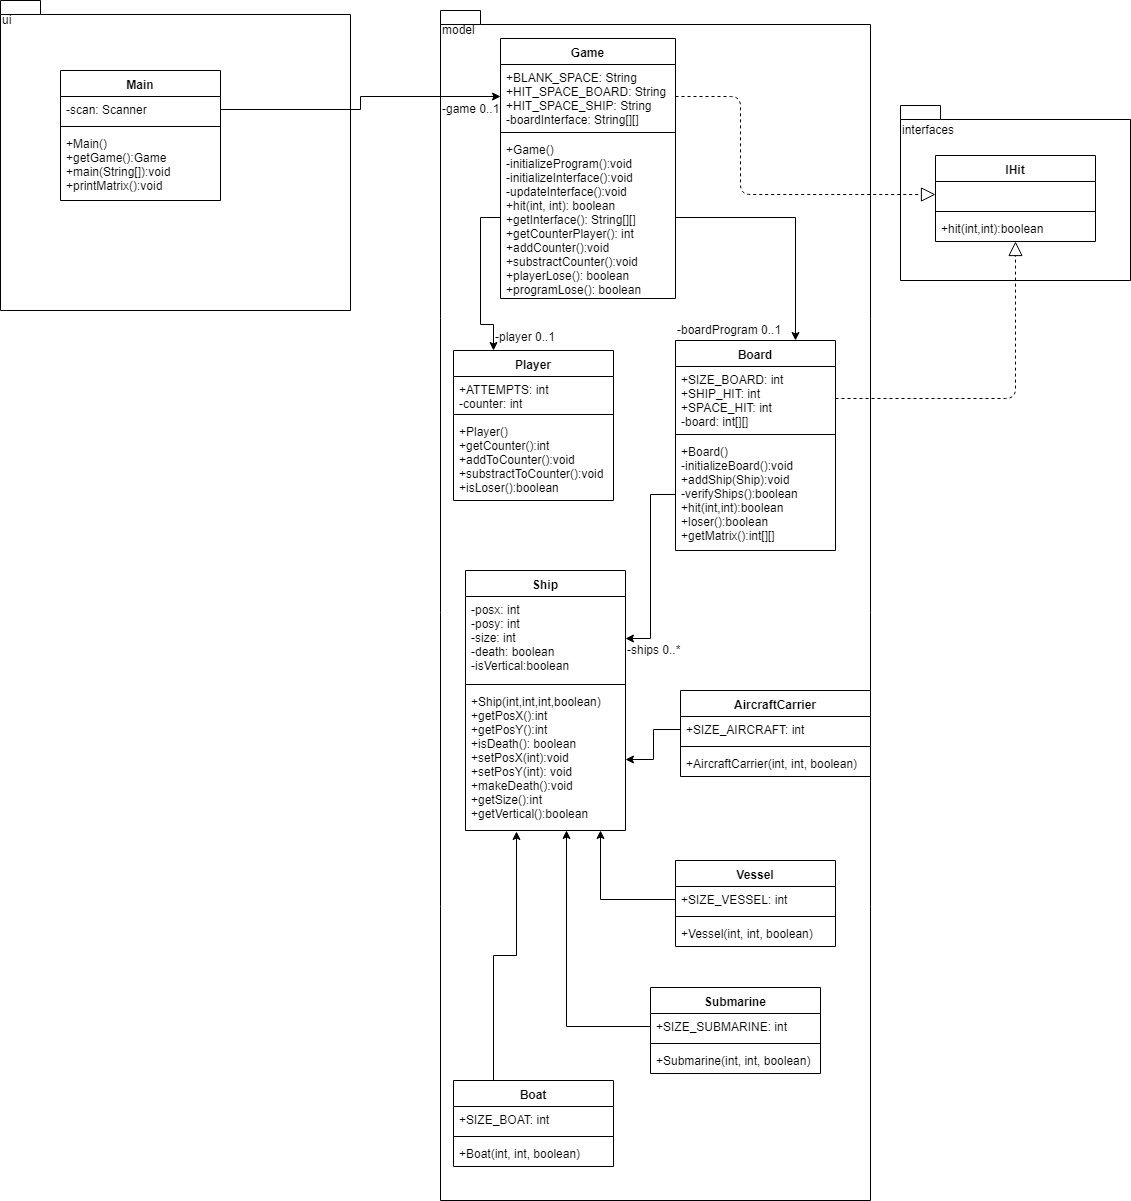 ui
Main
-scan: Scanner
+Main()
+getGame():Game
+main(String[]):void
+printMatrix():void
model
-game 0..1
Game
+BLANK_SPACE: String
+HIT_SPACE_BOARD: String
+HIT_SPACE_SHIP: String
-boardInterface: String[][]
+Game()
-initializeProgram():void
-initializeInterface():void
-updateInterface():void
+hit(int, int): boolean
+getInterface(): String[][]
+getCounterPlayer(): int
+addCounter():void
+substractCounter():void
+playerLose(): boolean
+programLose(): boolean
interfaces
IHit
+hit(int,int):boolean
-player 0..1
Player
+ATTEMPTS: int
-counter: int
+Player()
+getCounter():int
+addToCounter():void
+substractToCounter():void
+isLoser():boolean
-boardProgram 0..1
Board
+SIZE_BOARD: int
+SHIP_HIT: int
+SPACE_HIT: int
-board: int[][]
+Board()
-initializeBoard():void
+addShip(Ship):void
-verifyShips():boolean
+hit(int,int):boolean
+loser():boolean
+getMatrix():int[][]
-ships 0..*
Ship
-posx: int
-posy: int
-size: int
-death: boolean
-isVertical:boolean
+Ship(int,int,int,boolean)
+getPosX():int
+getPosY():int
+isDeath(): boolean
+setPosX(int):void
+setPosY(int): void
+makeDeath():void
+getSize():int
+getVertical():boolean
AircraftCarrier
+SIZE_AIRCRAFT: int
+AircraftCarrier(int, int, boolean)
Vessel
+SIZE_VESSEL: int
+Vessel(int, int, boolean)
Submarine
+SIZE_SUBMARINE: int
+Submarine(int, int, boolean)
Boat
+SIZE_BOAT: int
+Boat(int, int, boolean)